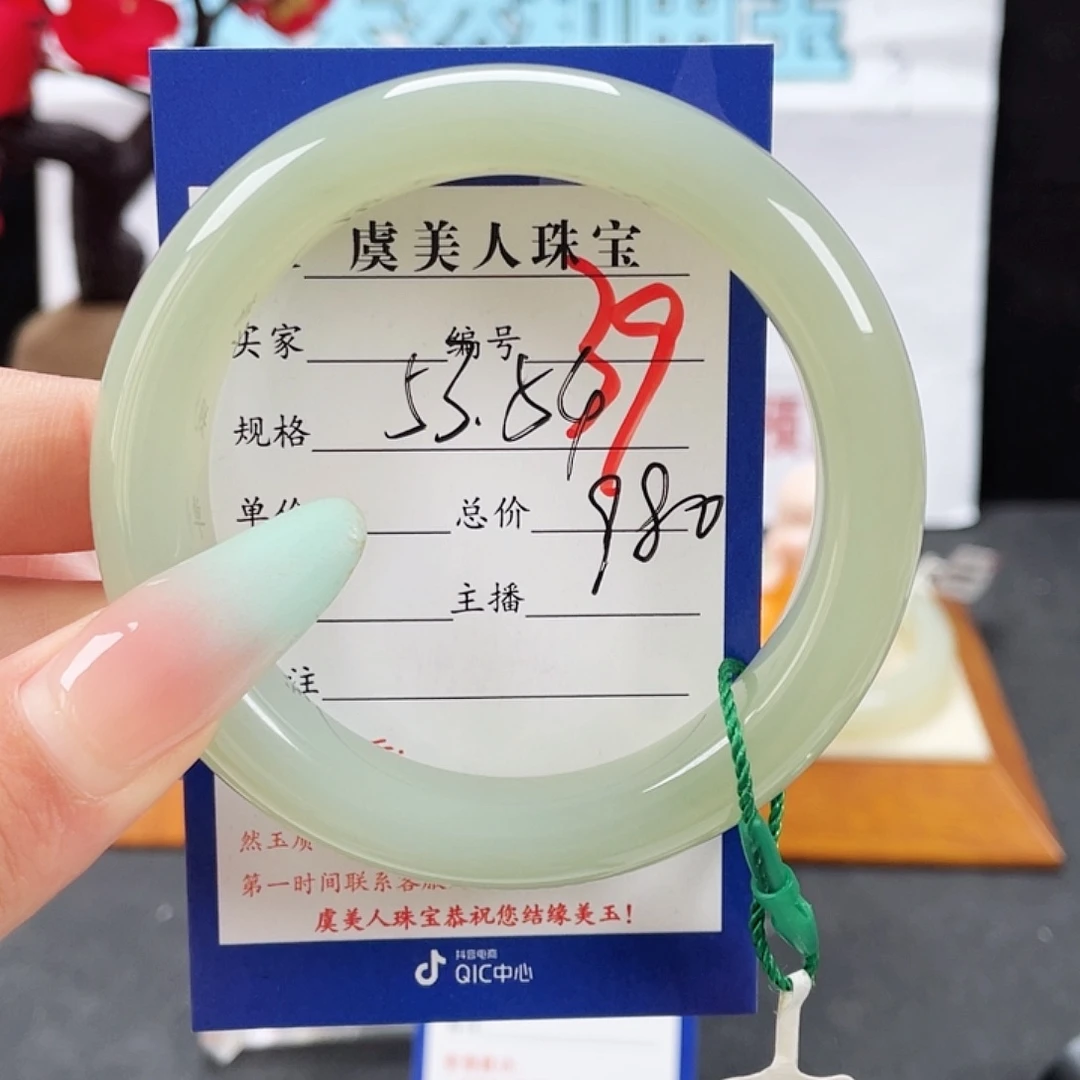 虞美人珠宝
买家 编号 39
规格 53.59
单价 总价 980
主播
注
然玉质
第一时间联系客服
虞美人珠宝恭祝您结缘美玉！
抖音电商
QIC中心